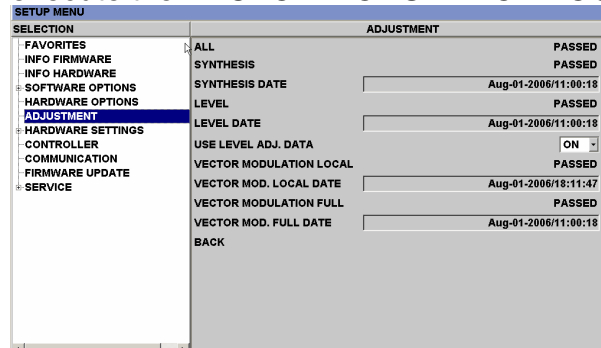 SETUP MENU
SELECTION
ADJUSTMENT
FAVORITES
INFO FIRMWARE
INFO HARDWARE
SOFTWARE OPTIONS
HARDWARE OPTIONS
ADJUSTMENT
HARDWARE SETTINGS
CONTROLLER
COMMUNICATION
FIRMWARE UPDATE
SERVICE
ALL PASSED
SYNTHESIS PASSED
SYNTHESIS DATE Aug-01-2006/11:00:18
LEVEL PASSED
LEVEL DATE Aug-01-2006/11:00:18
USE LEVEL ADJ. DATA ON
VECTOR MODULATION LOCAL PASSED
VECTOR MOD. LOCAL DATE Aug-01-2006/18:11:47
VECTOR MODULATION FULL PASSED
VECTOR MOD. FULL DATE Aug-01-2006/11:00:18
BACK